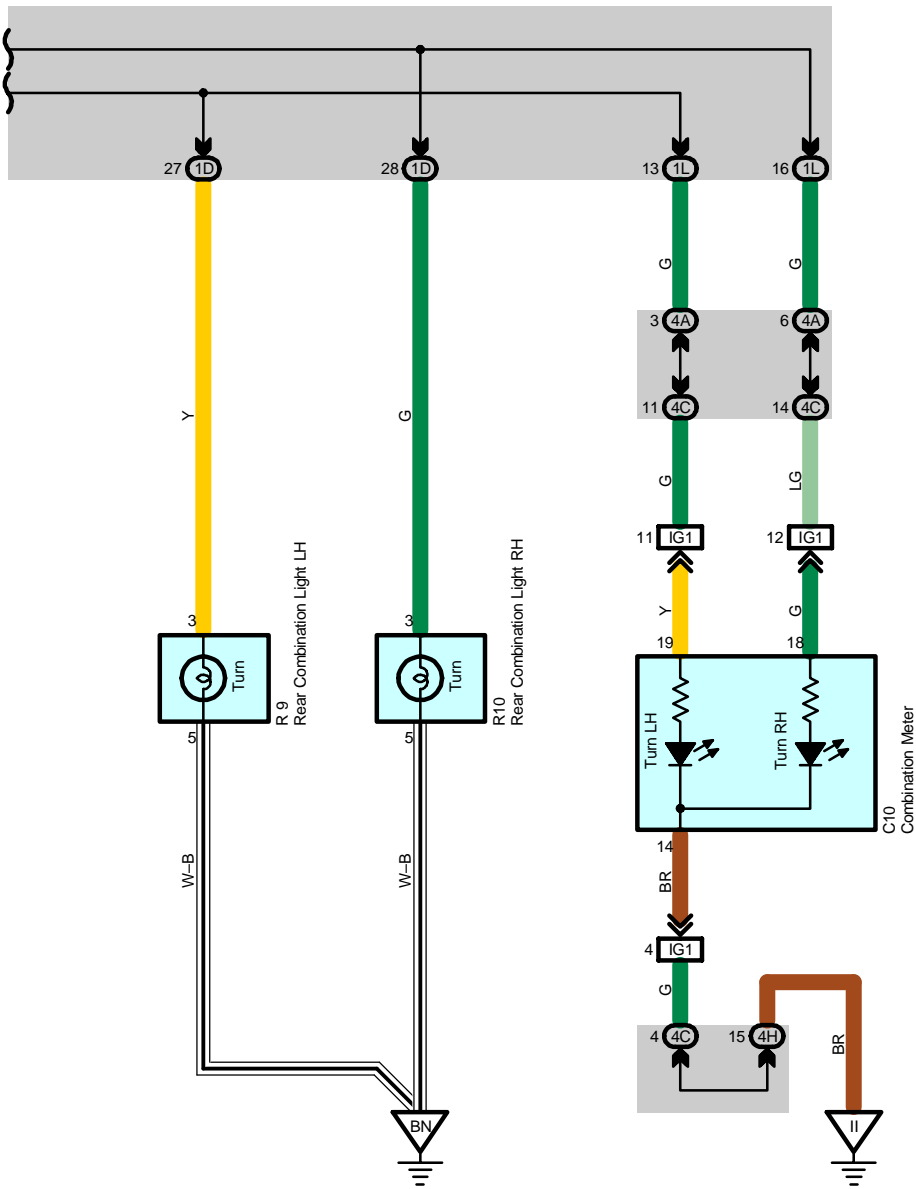 27 1D
28 1D
13 1L
16 1L
G
G
3 4A
6 4A
11 4C
14 4C
Y
G
G
LG
11 IG1
12 IG1
Y
G
3
3
19
18
Turn
R 9
Rear Combination Light LH
Turn
R10
Rear Combination Light RH
Turn LH
Turn RH
C10
Combination Meter
5
5
14
W–B
W–B
BR
4 IG1
G
4 4C
15 4H
BR
BN
II